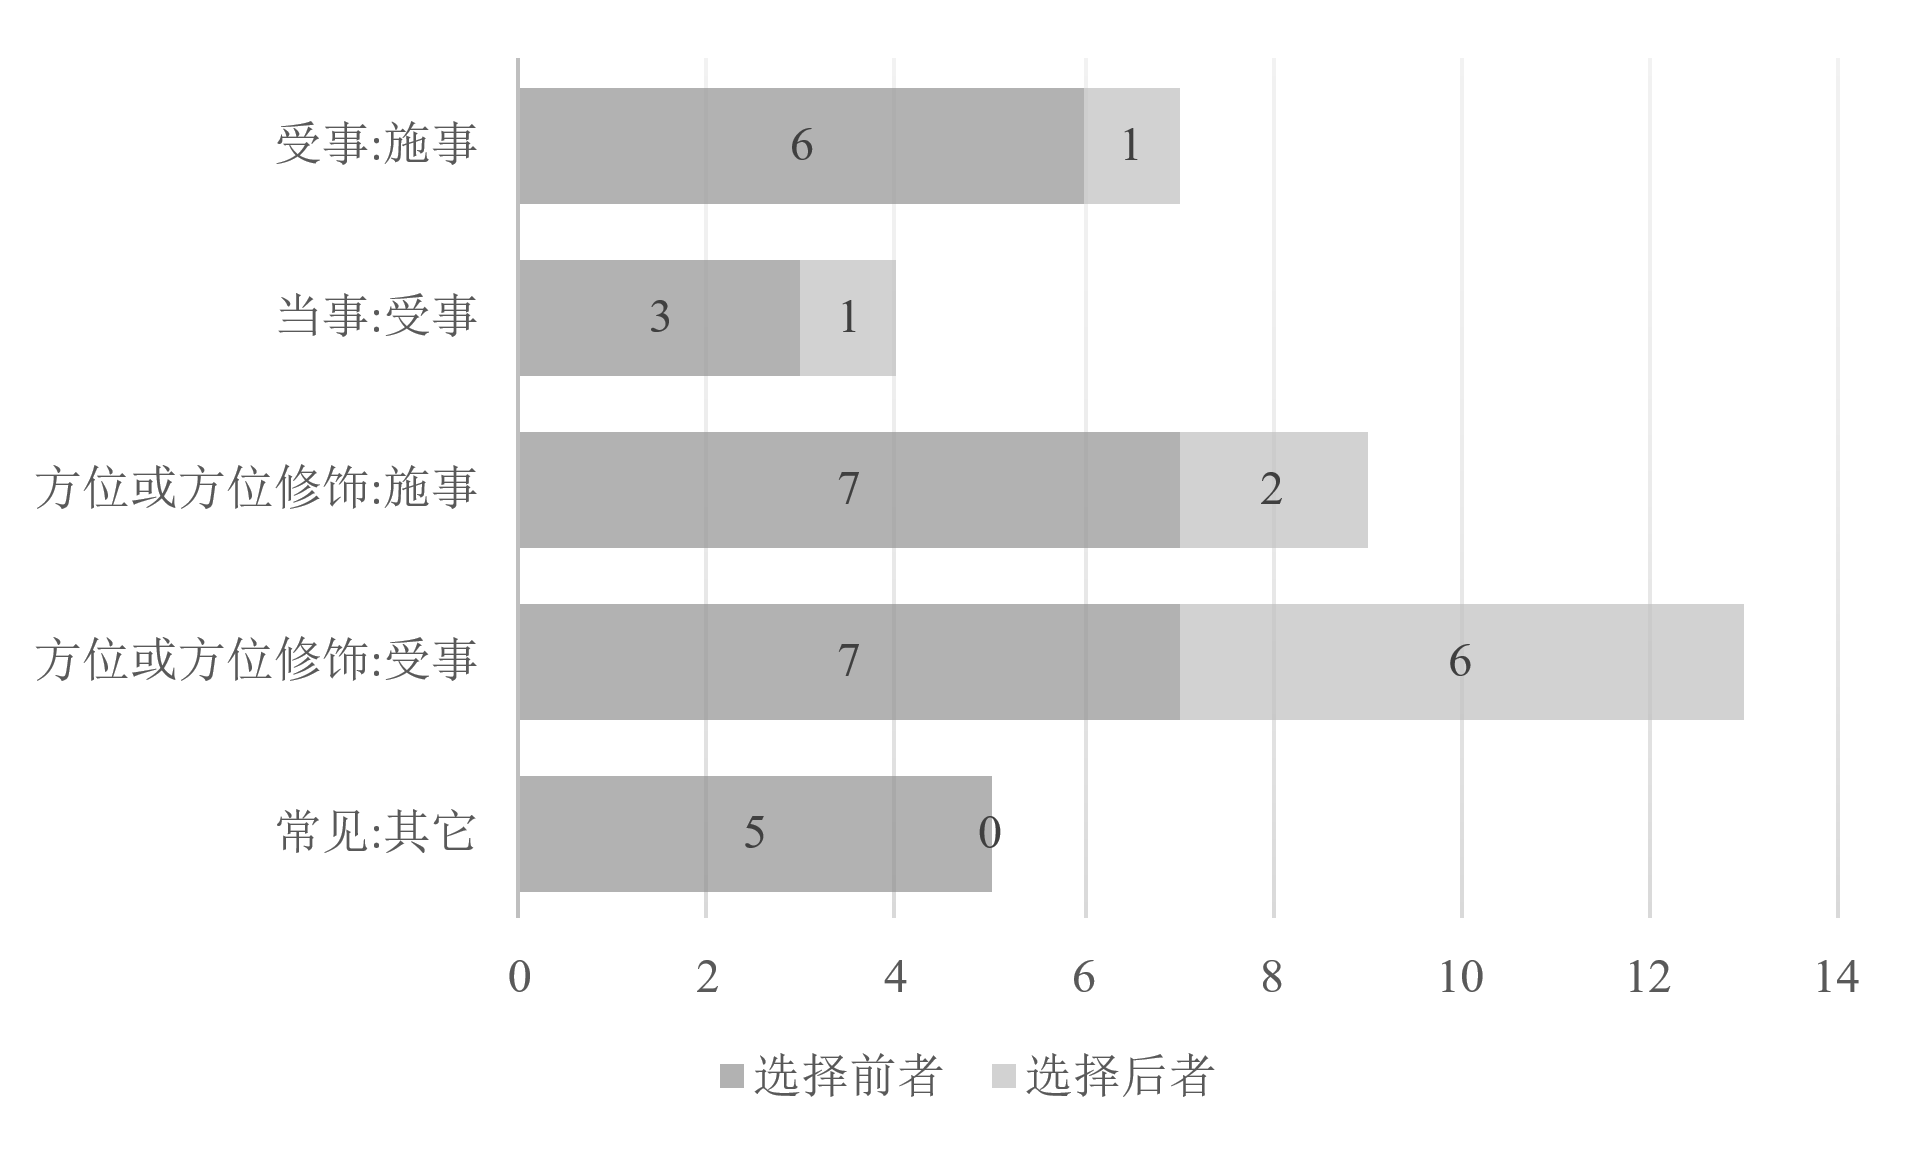 受事:施事 6 1
当事:受事 3 1
方位或方位修饰:施事 7 2
方位或方位修饰:受事 7 6
常见:其它 5 0
0 2 4 6 8 10 12 14
选择前者 选择后者